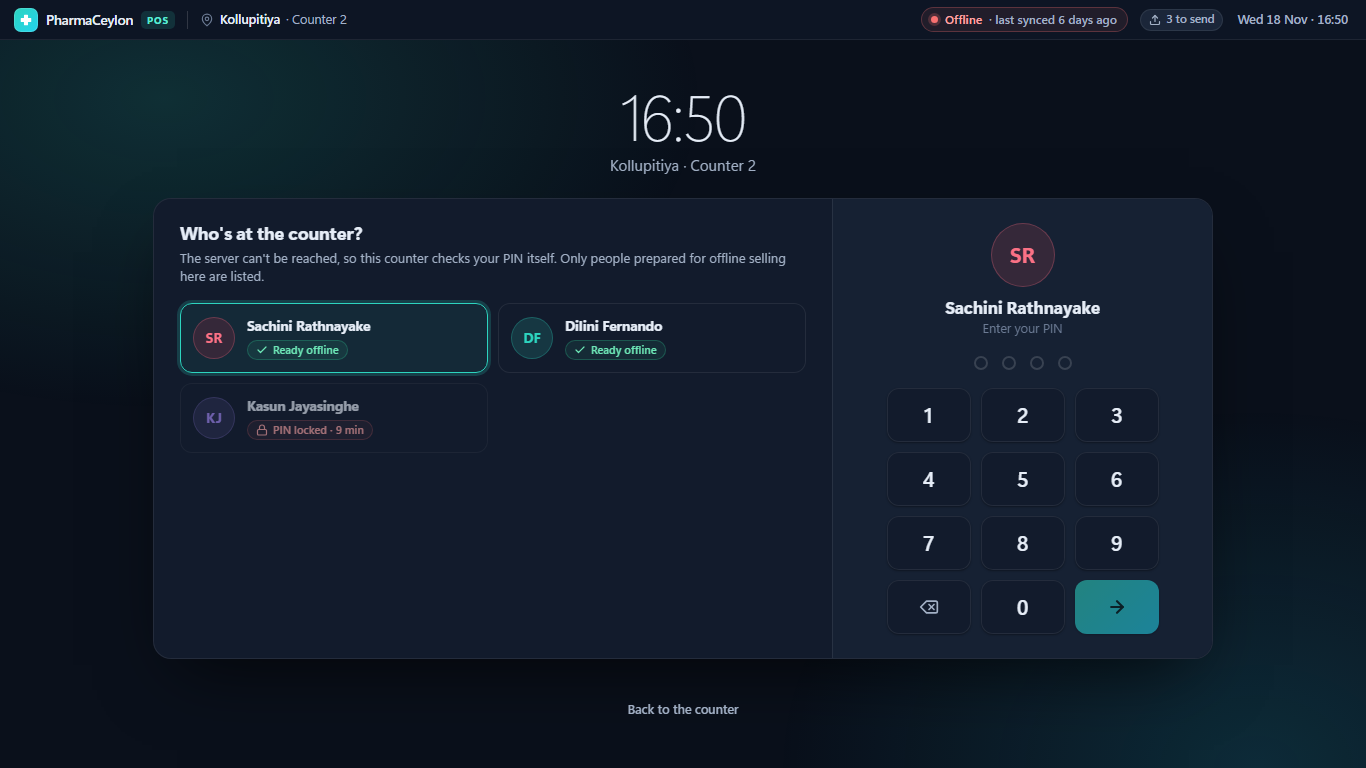 PharmaCeylon POS Kollupitiya · Counter 2 Offline · last synced 6 days ago 3 to send Wed 18 Nov · 16:50
16:50
Kollupitiya · Counter 2
Who's at the counter?
The server can't be reached, so this counter checks your PIN itself. Only people prepared for offline selling
here are listed.
SR Sachini Rathnayake
Ready offline
DF Dilini Fernando
Ready offline
KJ Kasun Jayasinghe
PIN locked · 9 min
SR
Sachini Rathnayake
Enter your PIN
1 2 3
4 5 6
7 8 9
0
Back to the counter